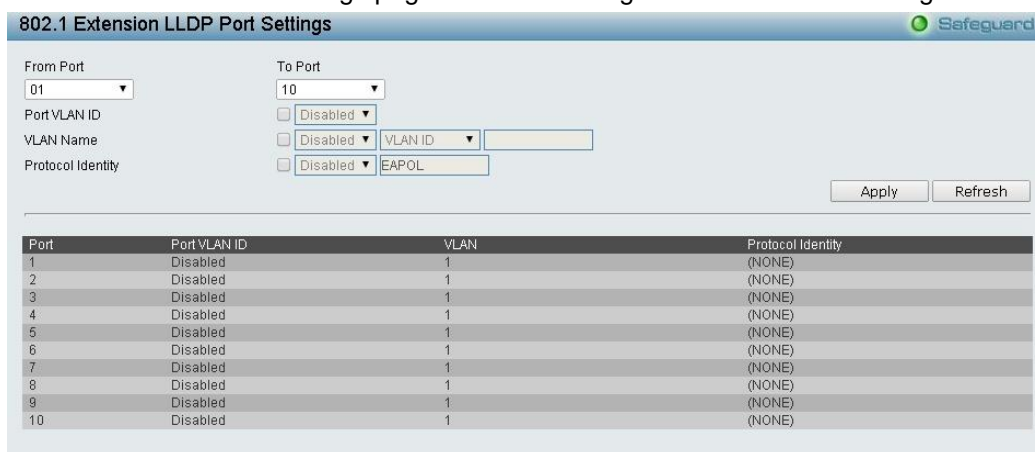 802.1 Extension LLDP Port Settings Safeguard
From Port To Port
01 10
Port VLAN ID Disabled
VLAN Name Disabled VLAN ID
Protocol Identity Disabled EAPOL
Apply Refresh
Port Port VLAN ID VLAN Protocol Identity
1 Disabled 1 (NONE)
2 Disabled 1 (NONE)
3 Disabled 1 (NONE)
4 Disabled 1 (NONE)
5 Disabled 1 (NONE)
6 Disabled 1 (NONE)
7 Disabled 1 (NONE)
8 Disabled 1 (NONE)
9 Disabled 1 (NONE)
10 Disabled 1 (NONE)